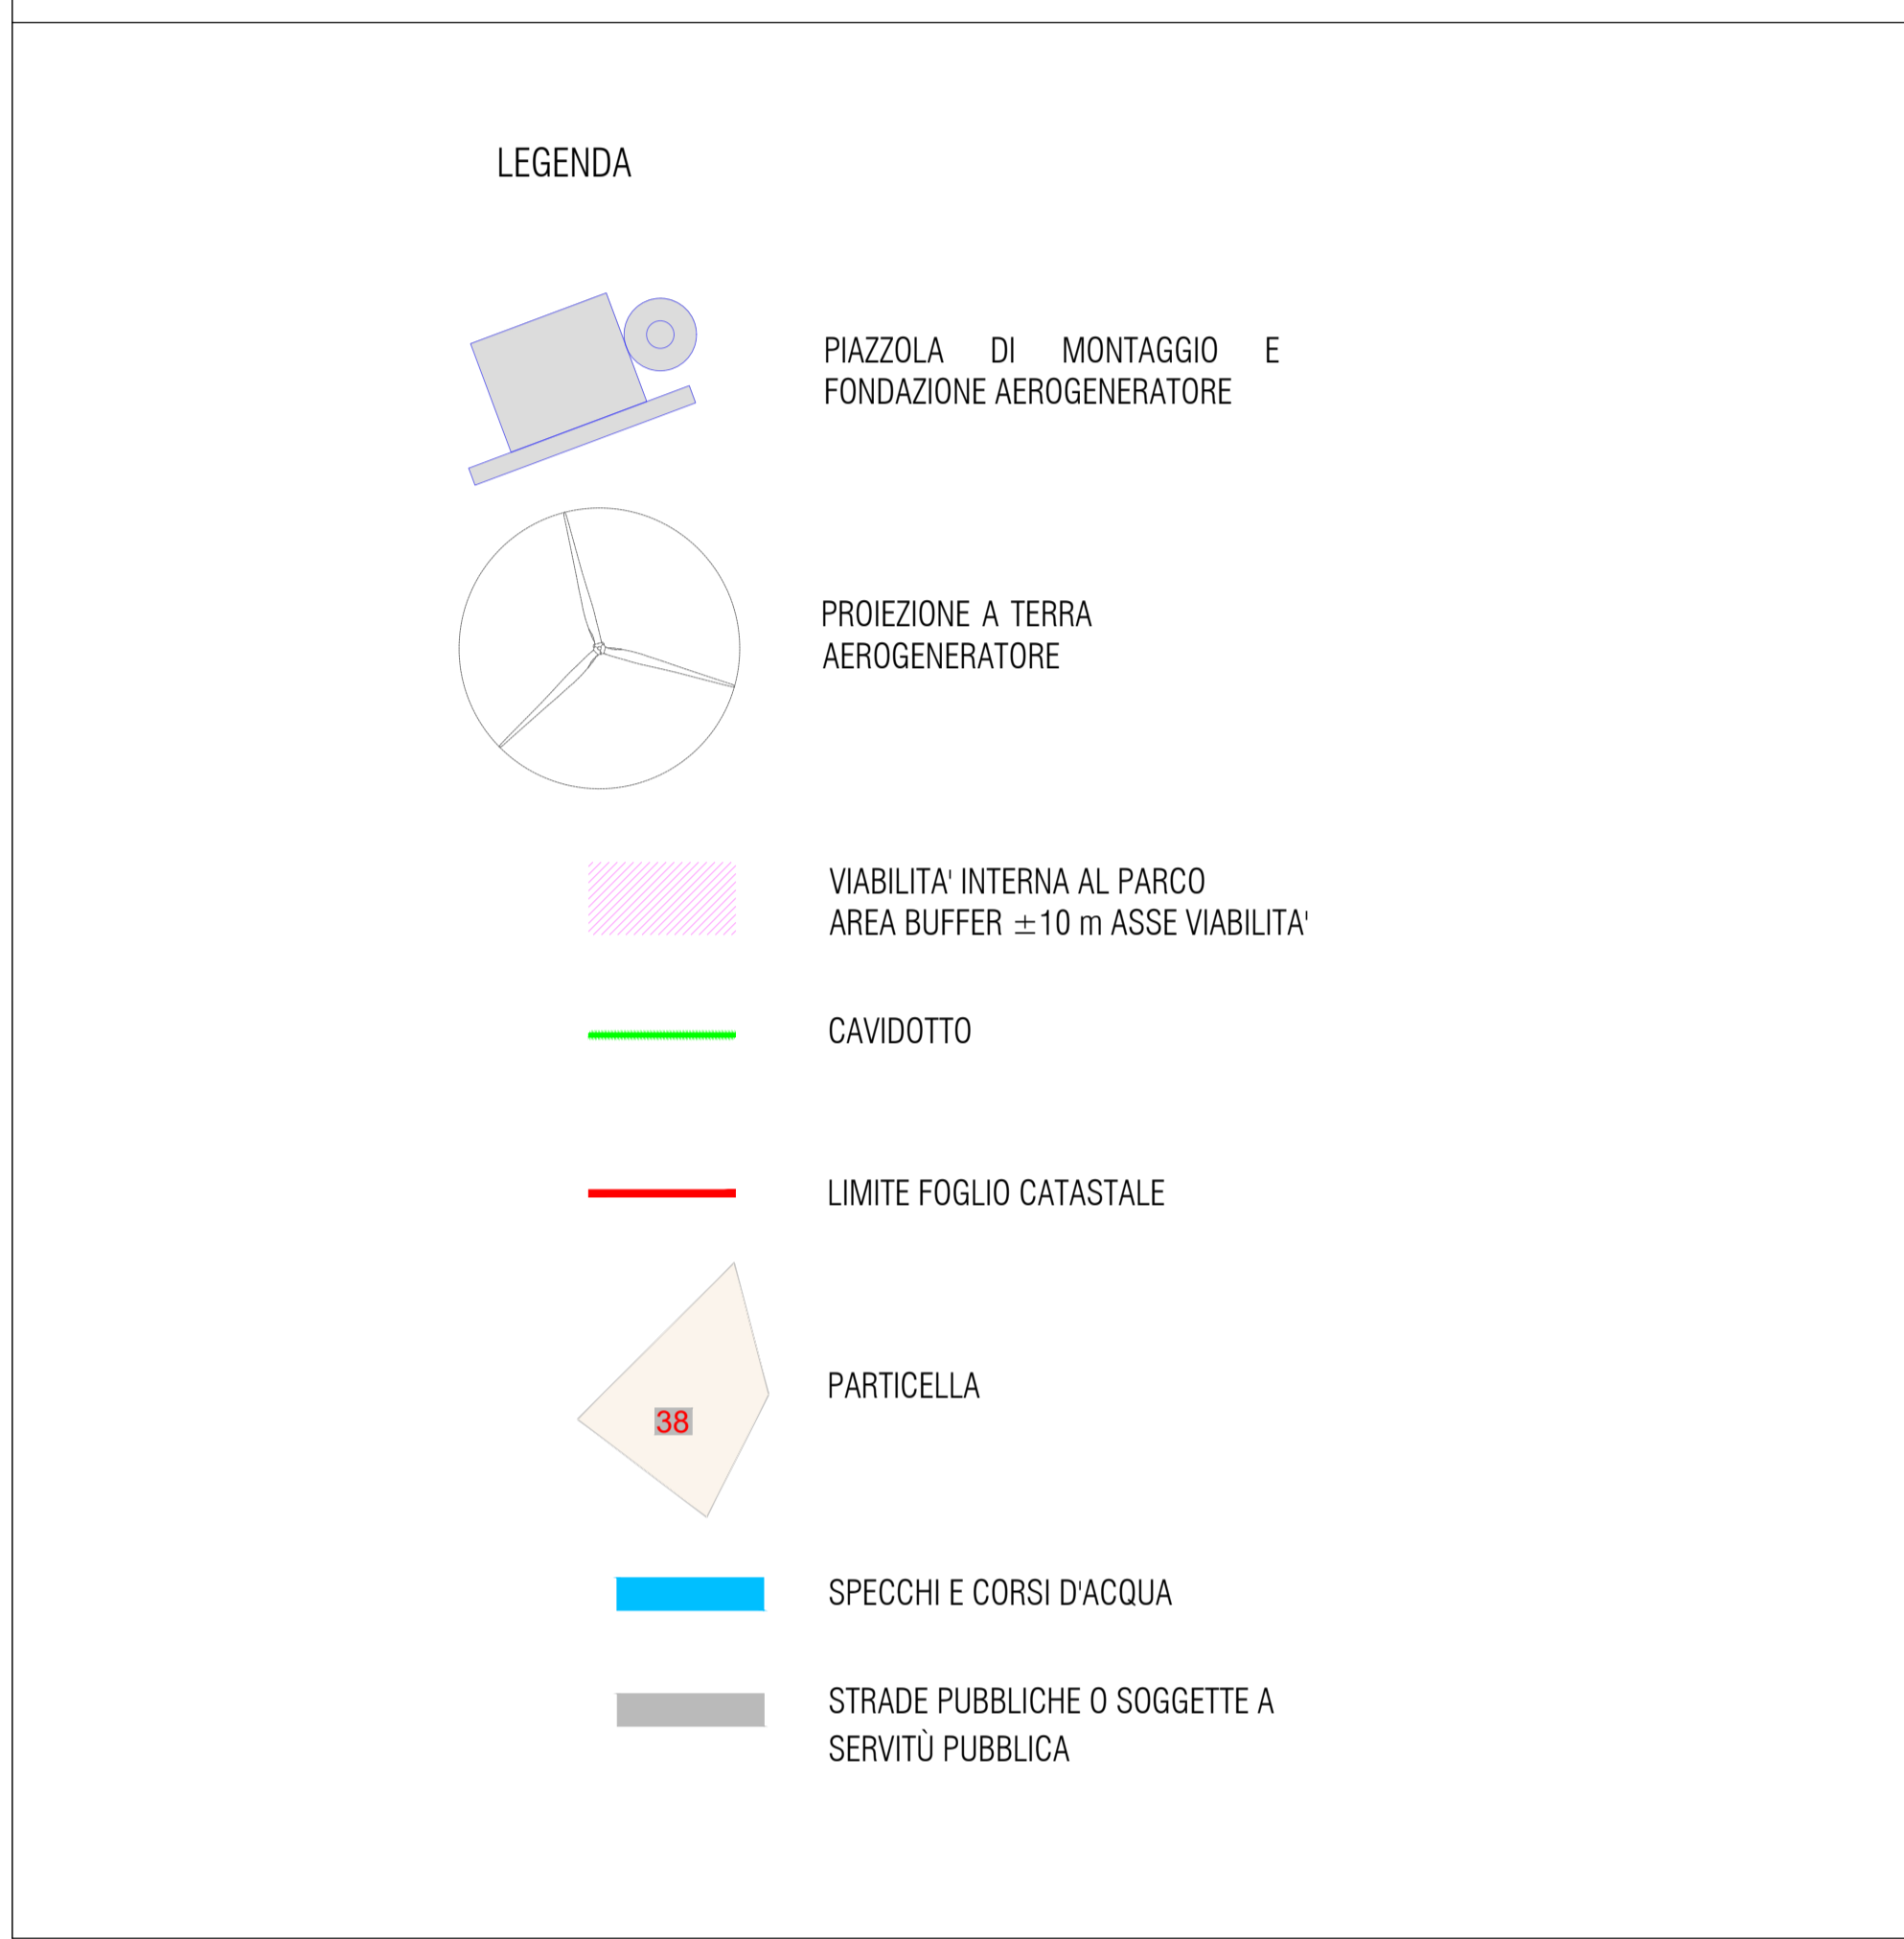 LEGENDA
PIAZZOLA DI MONTAGGIO E
FONDAZIONE AEROGENERATORE
PROIEZIONE A TERRA
AEROGENERATORE
VIABILITA' INTERNA AL PARCO
AREA BUFFER ±10 m ASSE VIABILITA'
CAVIDOTTO
LIMITE FOGLIO CATASTALE
PARTICELLA
38
SPECCHI E CORSI D'ACQUA
STRADE PUBBLICHE O SOGGETTE A
SERVITÙ PUBBLICA